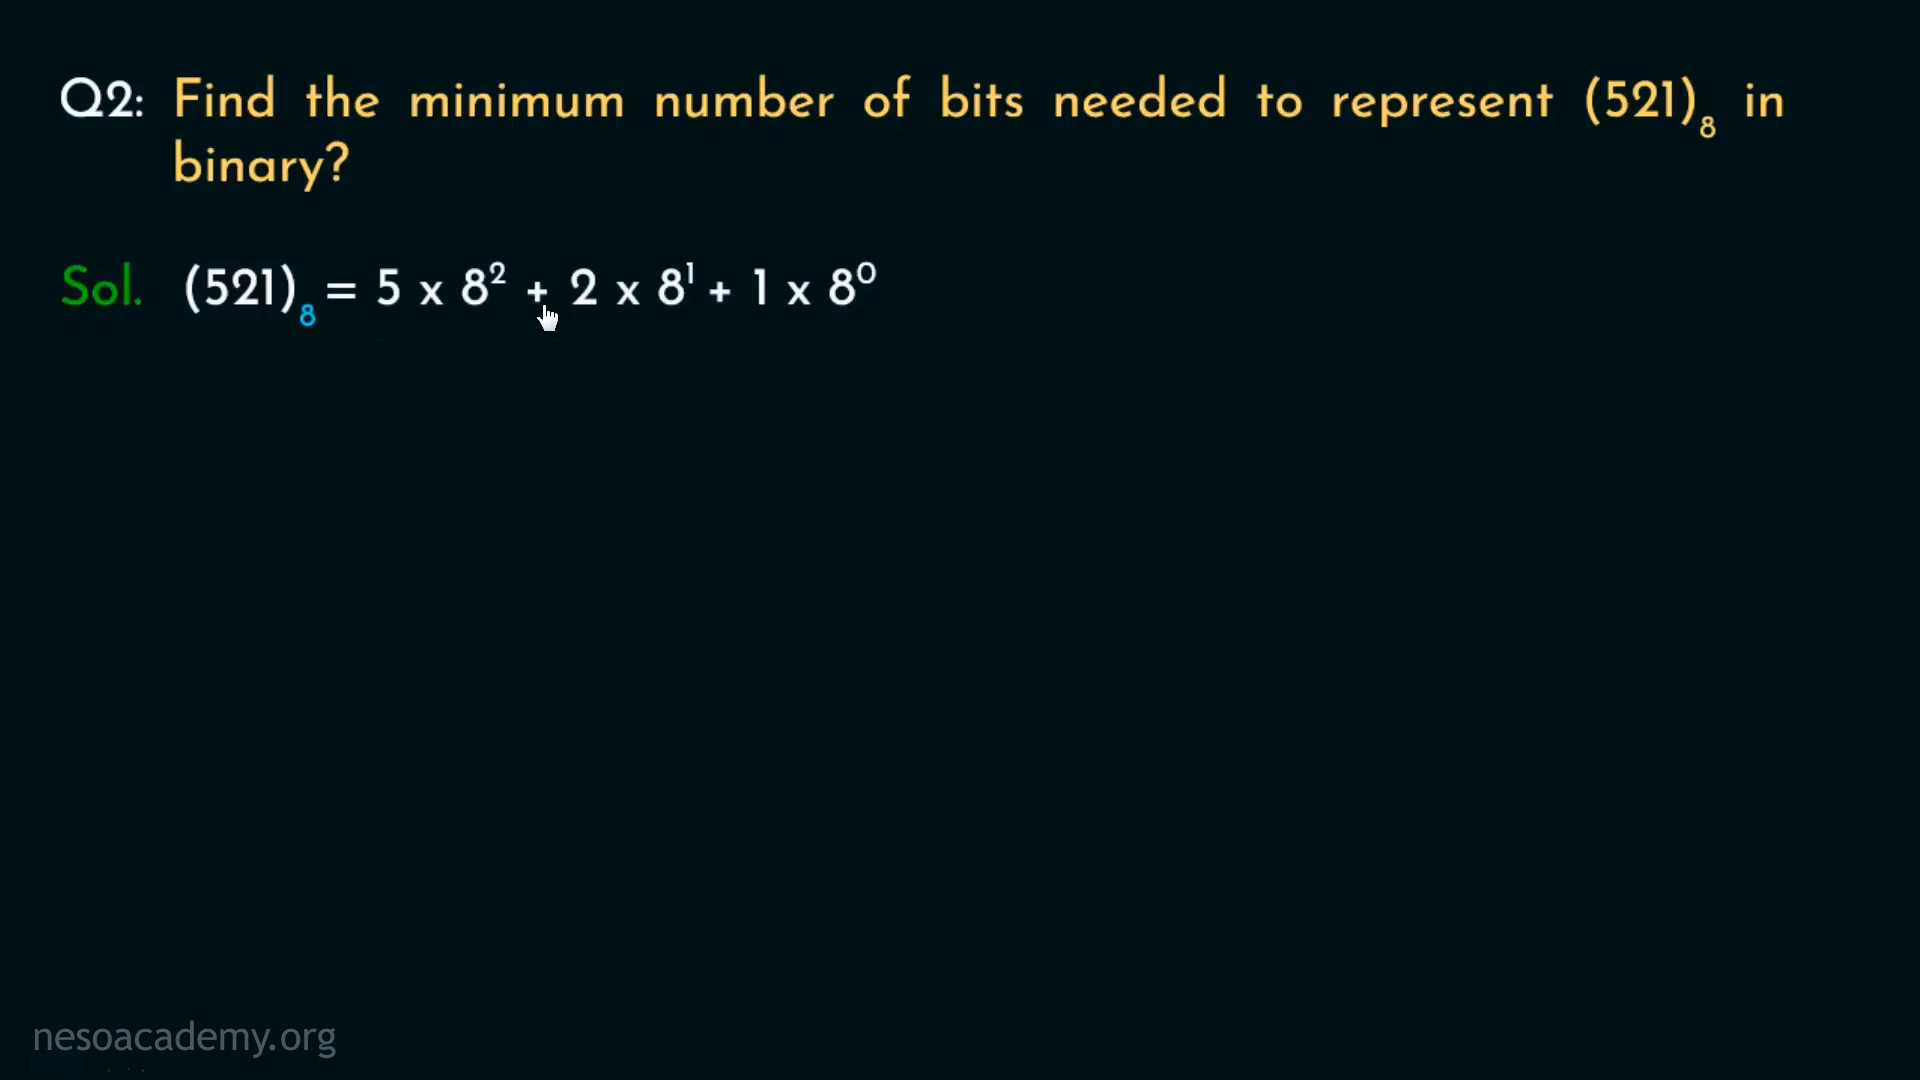 Q2: Find the minimum number of bits needed to represent (521)₈ in
binary?
Sol. (521)₈ = 5 x 8² + 2 x 8¹ + 1 x 8⁰
nesoacademy.org